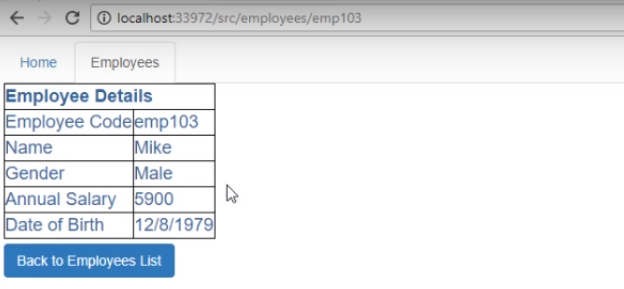 localhost:33972/src/employees/emp103
Home Employees
Employee Details
Employee Code emp103
Name Mike
Gender Male
Annual Salary 5900
Date of Birth 12/8/1979
Back to Employees List